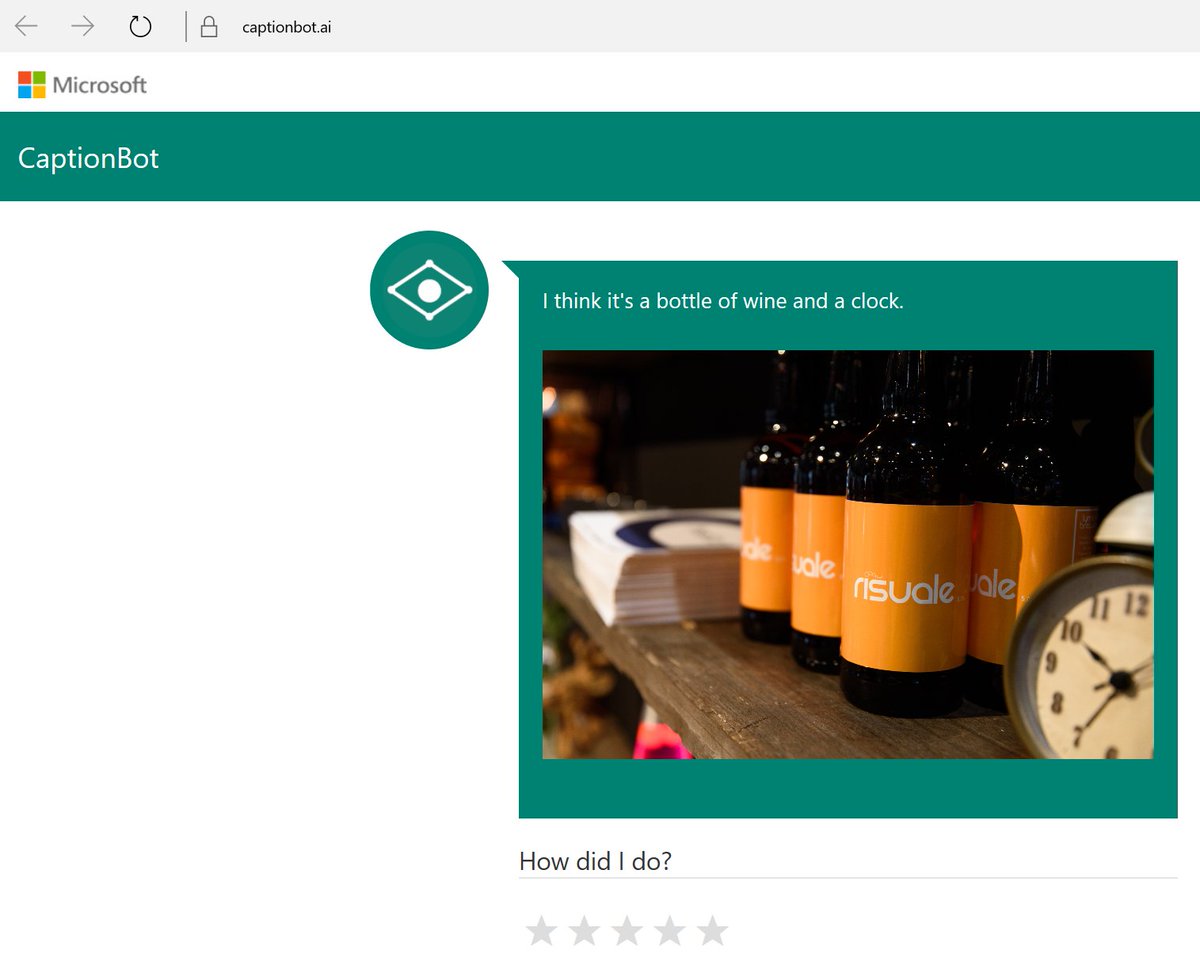 captionbot.ai
Microsoft
CaptionBot
I think it's a bottle of wine and a clock.
risuale
uale
uale
11 12
10
9
8
7
6
How did I do?